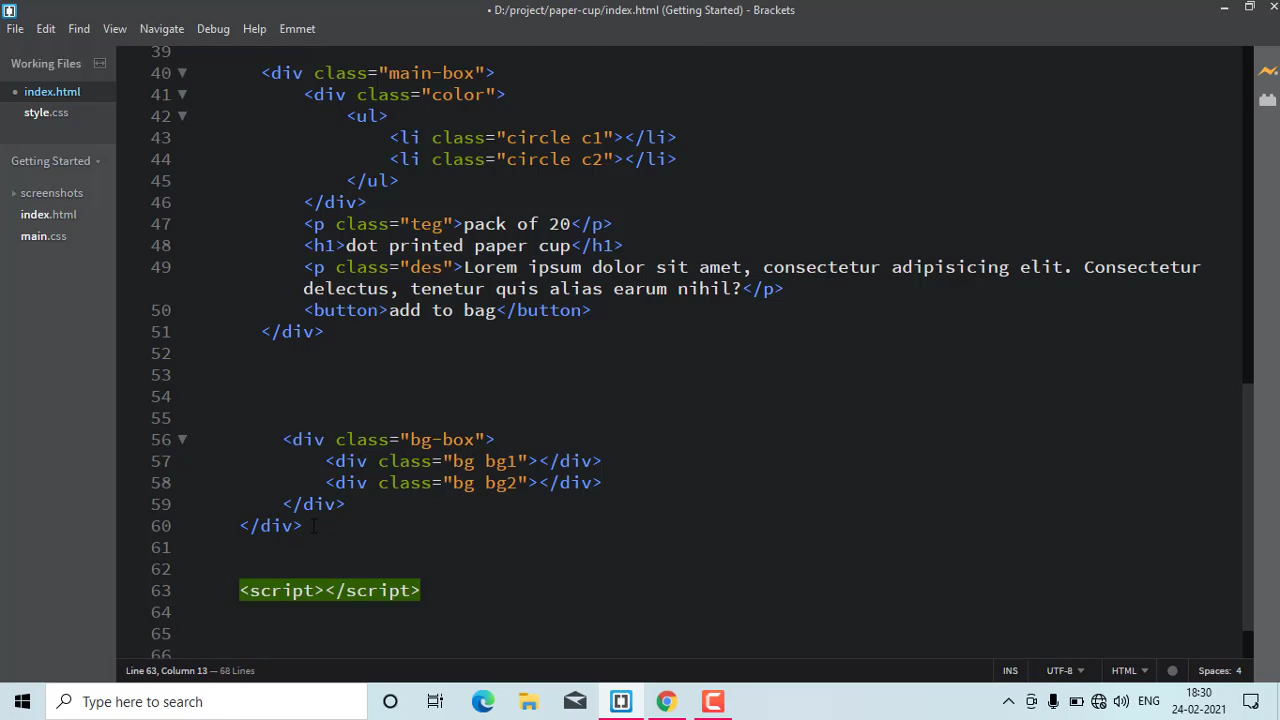 • D:/project/paper-cup/index.html (Getting Started) - Brackets
File Edit Find View Navigate Debug Help Emmet
Working Files
• index.html
style.css
Getting Started
screenshots
index.html
main.css
39
40 <div class="main-box">
41 <div class="color">
42 <ul>
43 <li class="circle c1"></li>
44 <li class="circle c2"></li>
45 </ul>
46 </div>
47 <p class="teg">pack of 20</p>
48 <h1>dot printed paper cup</h1>
49 <p class="des">Lorem ipsum dolor sit amet, consectetur adipisicing elit. Consectetur
delectus, tenetur quis alias earum nihil?</p>
50 <button>add to bag</button>
51 </div>
52
53
54
55
56 <div class="bg-box">
57 <div class="bg bg1"></div>
58 <div class="bg bg2"></div>
59 </div>
60 </div>
61
62
63 <script></script>
64
65
66
Line 63, Column 13 — 68 Lines
INS UTF-8 HTML Spaces: 4
Type here to search
ENG
18:30
24-02-2021